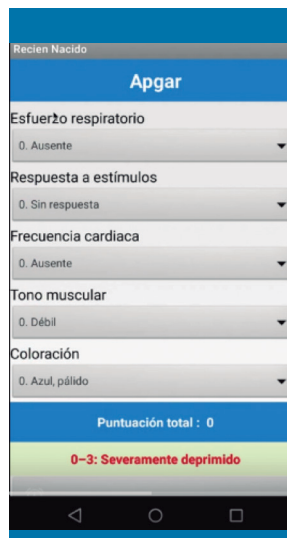 Recien Nacido
Apgar
Esfuerzo respiratorio
0. Ausente
Respuesta a estímulos
0. Sin respuesta
Frecuencia cardiaca
0. Ausente
Tono muscular
0. Débil
Coloración
0. Azul, pálido
Puntuación total : 0
0-3: Severamente deprimido